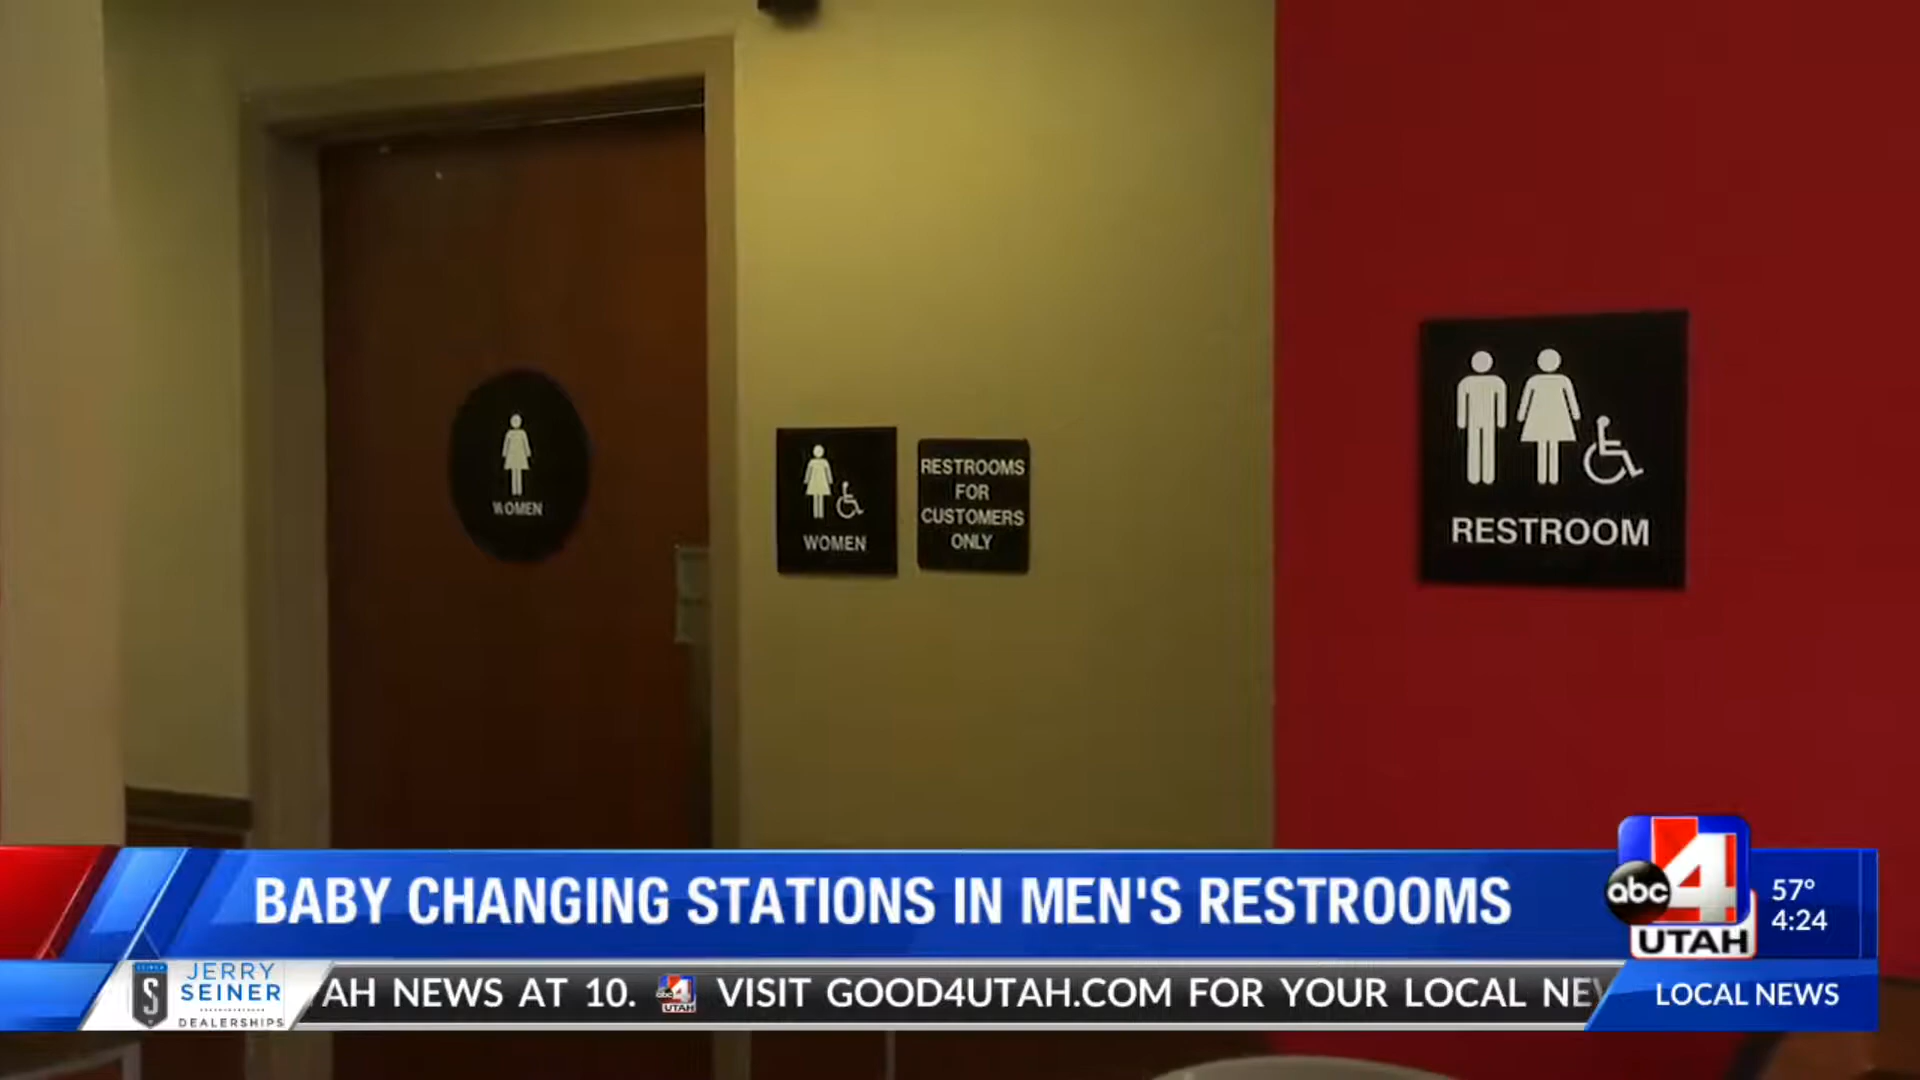 WOMEN
WOMEN
RESTROOMS
FOR
CUSTOMERS
ONLY
RESTROOM
BABY CHANGING STATIONS IN MEN'S RESTROOMS
abc 4
UTAH
57°
4:24
S
JERRY
SEINER
DEALERSHIPS
AH NEWS AT 10. VISIT GOOD4UTAH.COM FOR YOUR LOCAL NE
LOCAL NEWS